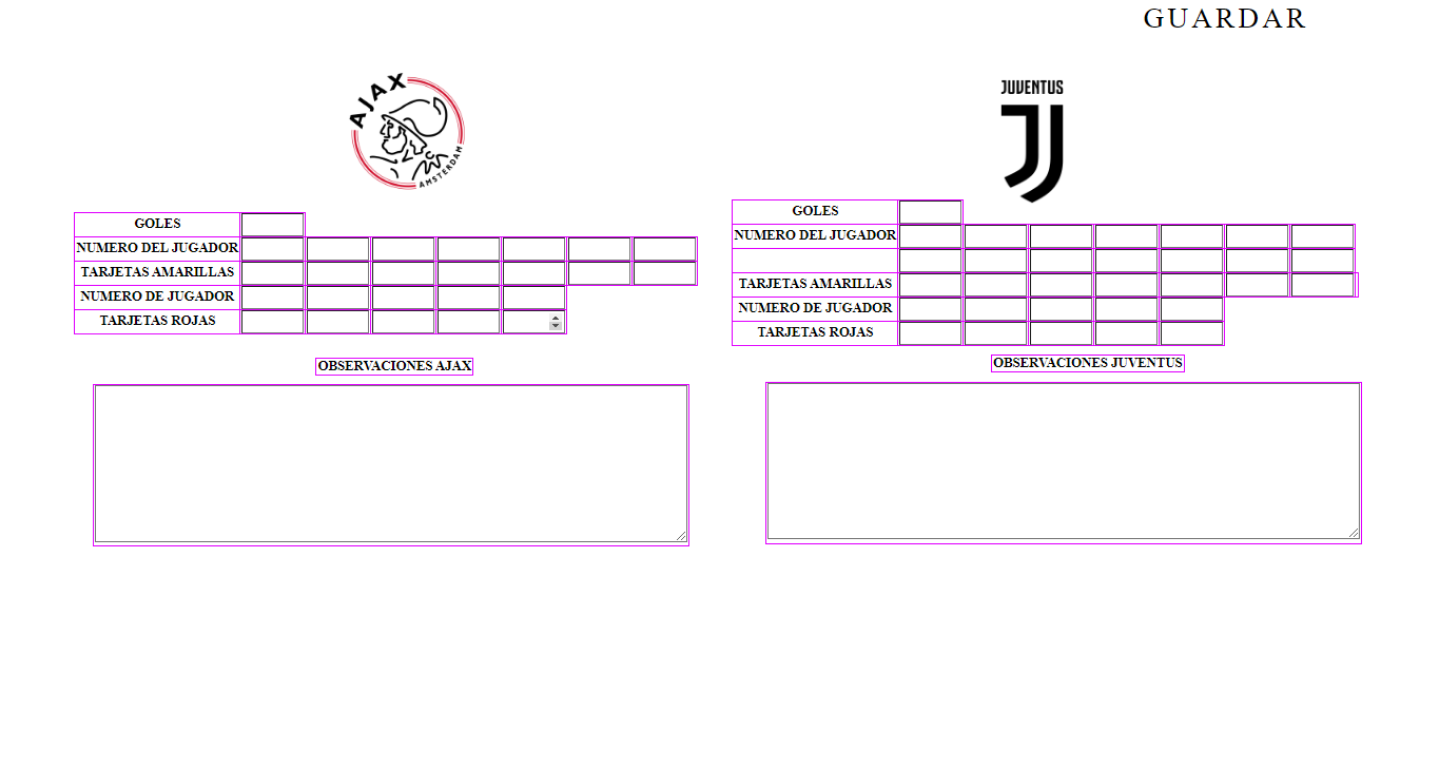 GUARDAR
AJAX
AMSTERDAM
GOLES
NUMERO DEL JUGADOR
TARJETAS AMARILLAS
NUMERO DE JUGADOR
TARJETAS ROJAS
OBSERVACIONES AJAX
JUVENTUS
GOLES
NUMERO DEL JUGADOR
TARJETAS AMARILLAS
NUMERO DE JUGADOR
TARJETAS ROJAS
OBSERVACIONES JUVENTUS